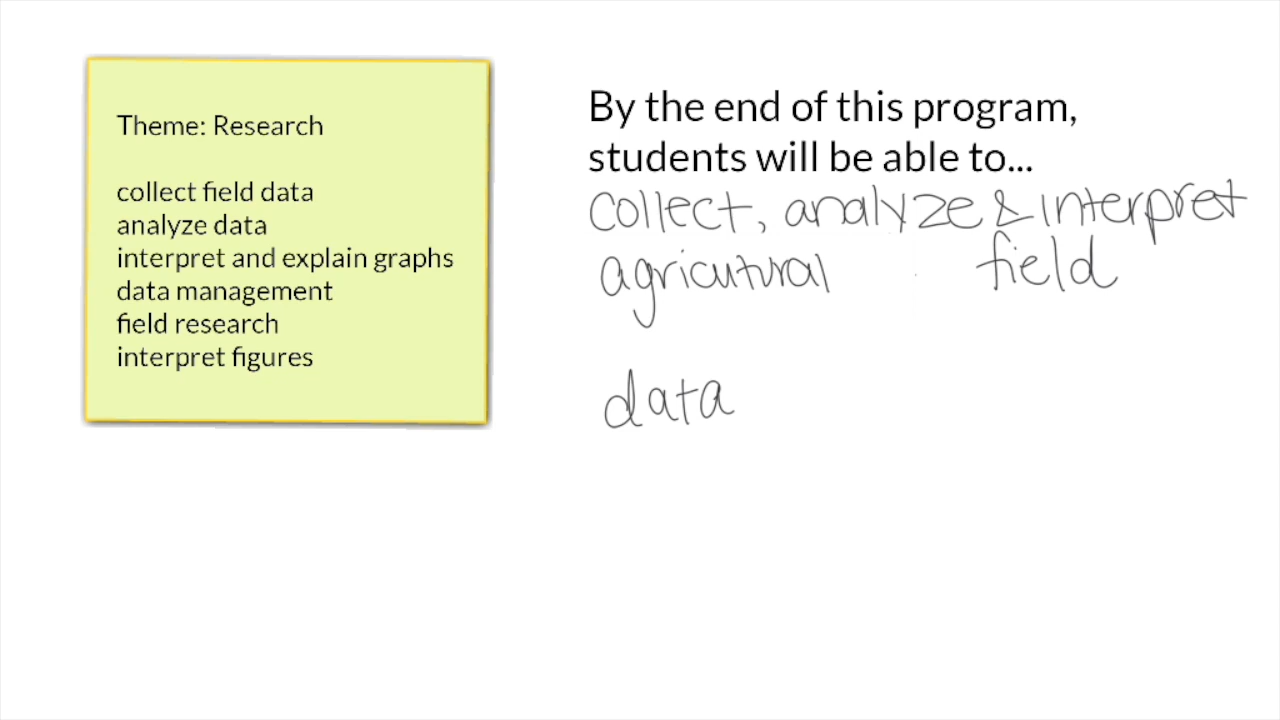 Theme: Research
collect field data
analyze data
interpret and explain graphs
data management
field research
interpret figures
By the end of this program,
students will be able to...
collect, analyze & interpret
agricutural field
data